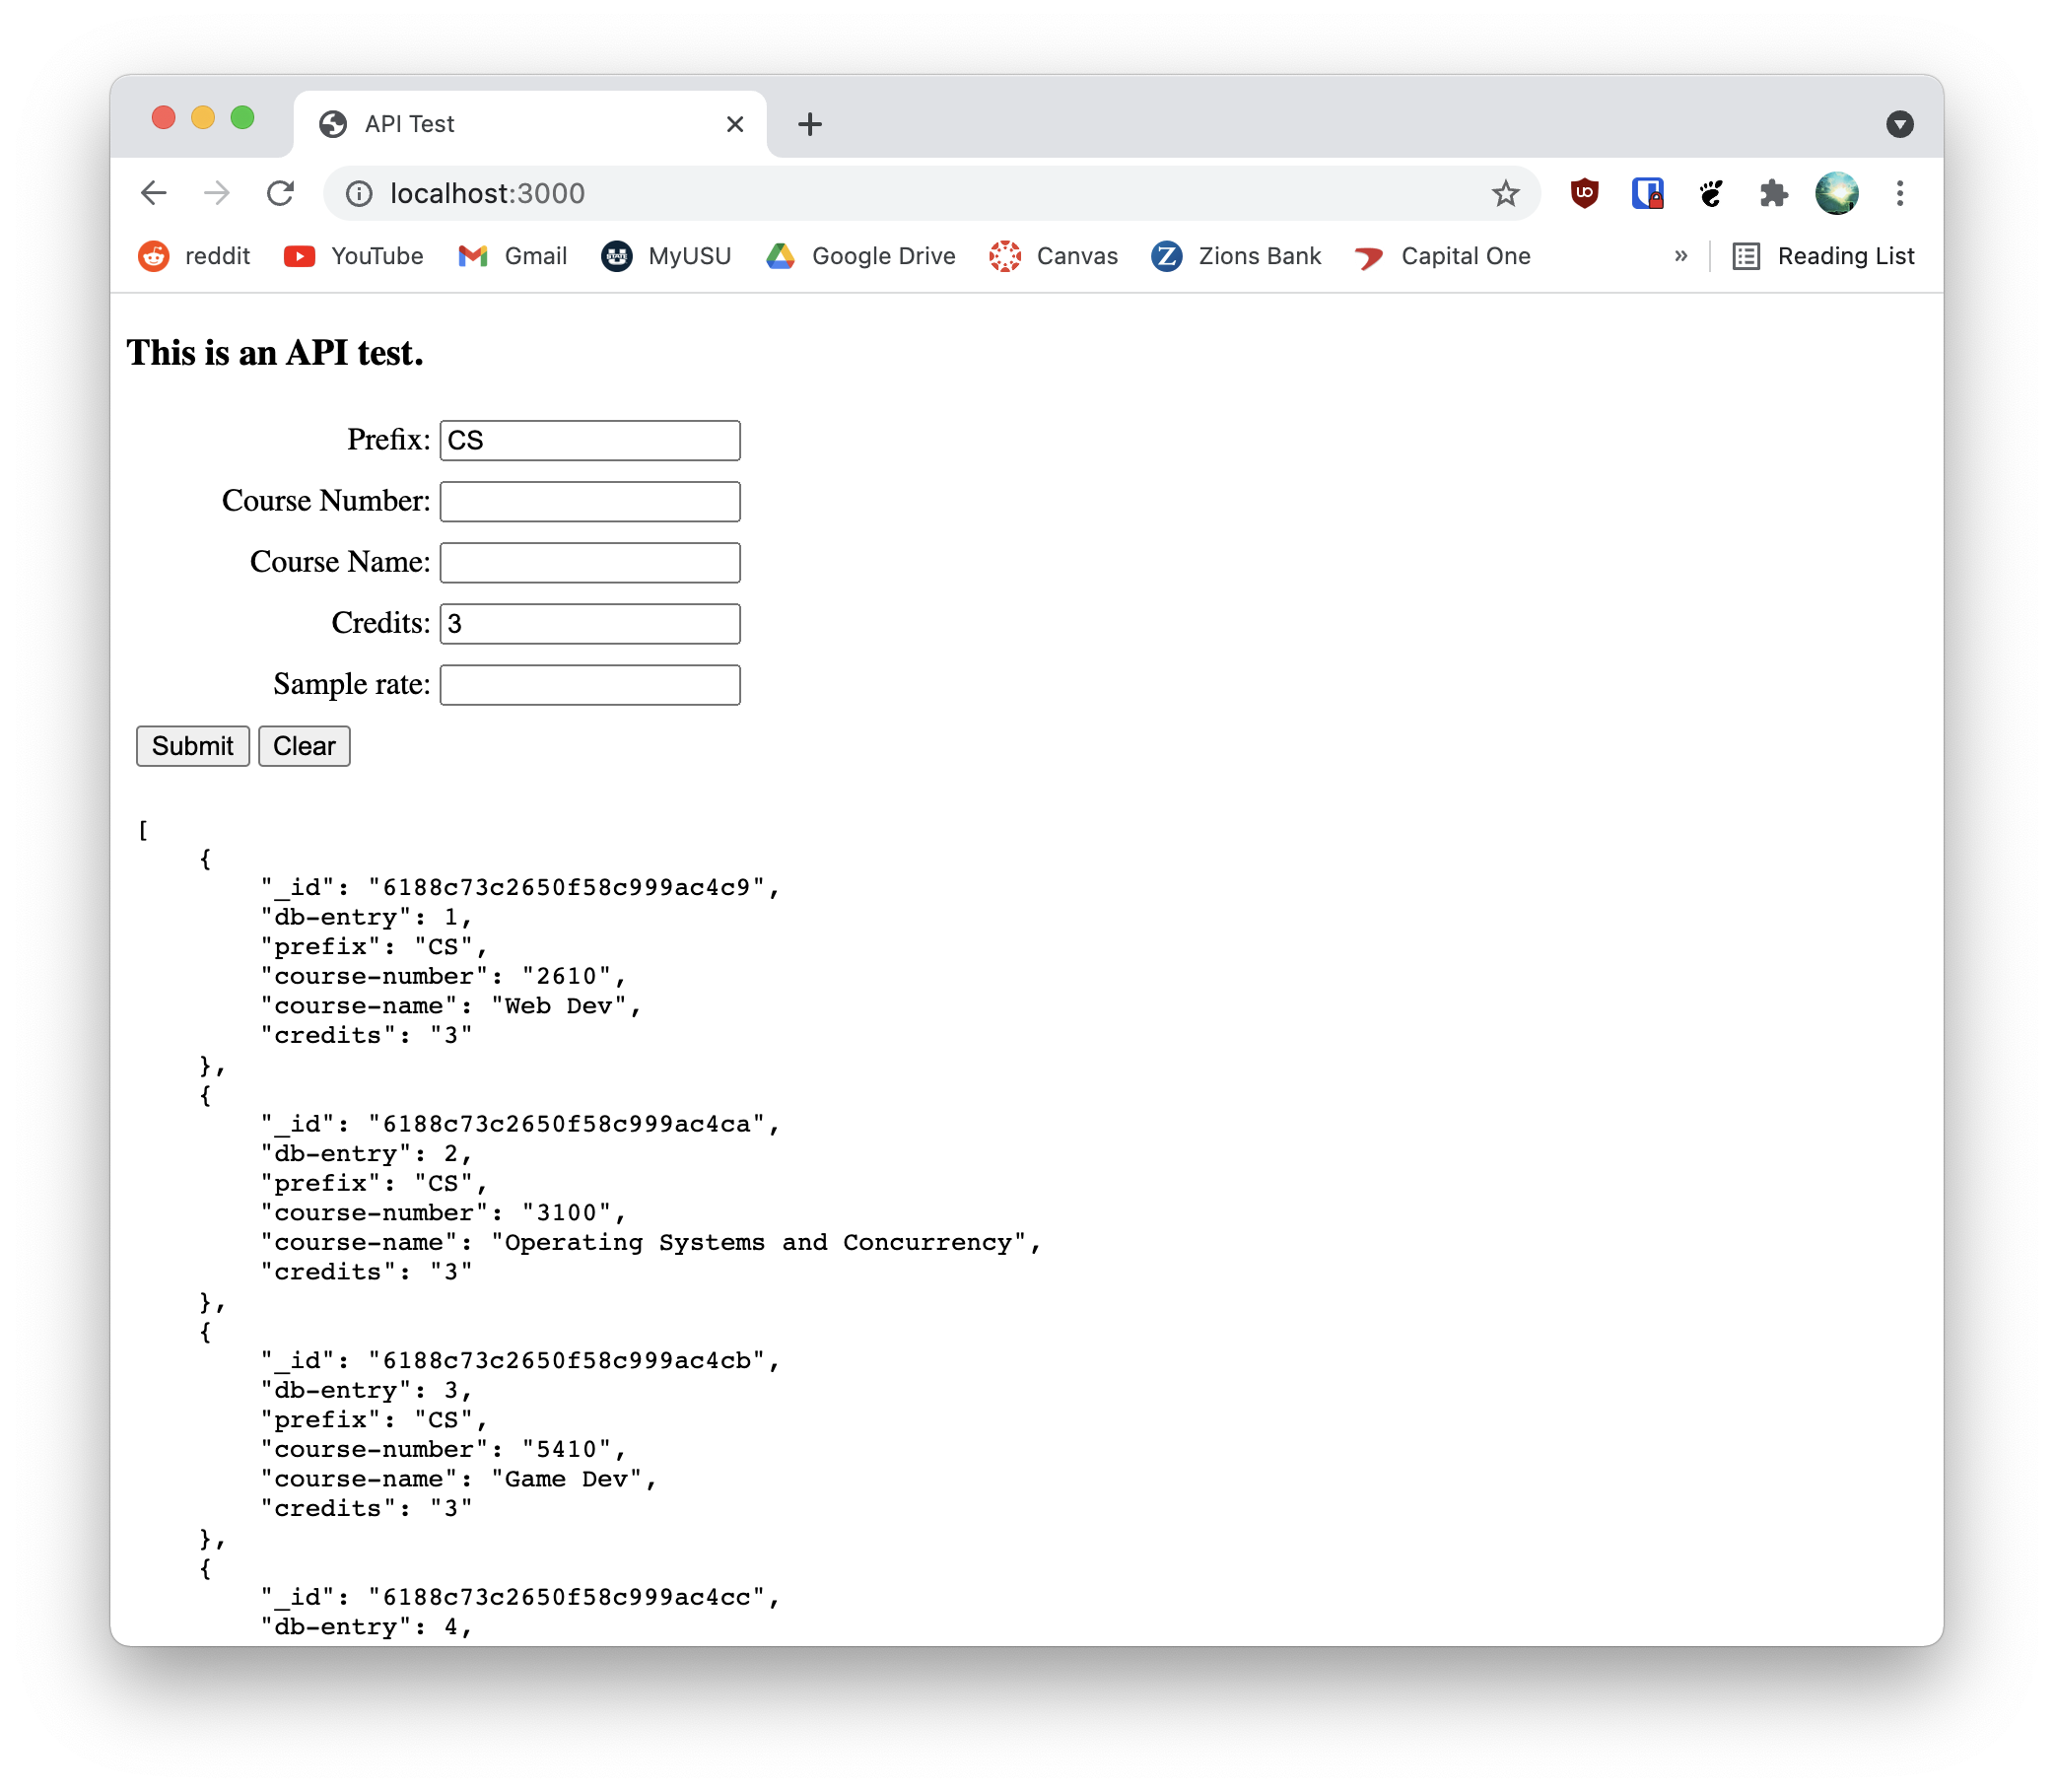 API Test
localhost:3000
reddit YouTube Gmail MyUSU Google Drive Canvas Zions Bank Capital One » Reading List
This is an API test.
Prefix: CS
Course Number:
Course Name:
Credits: 3
Sample rate:
Submit Clear
[
{
"_id": "6188c73c2650f58c999ac4c9",
"db-entry": 1,
"prefix": "CS",
"course-number": "2610",
"course-name": "Web Dev",
"credits": "3"
},
{
"_id": "6188c73c2650f58c999ac4ca",
"db-entry": 2,
"prefix": "CS",
"course-number": "3100",
"course-name": "Operating Systems and Concurrency",
"credits": "3"
},
{
"_id": "6188c73c2650f58c999ac4cb",
"db-entry": 3,
"prefix": "CS",
"course-number": "5410",
"course-name": "Game Dev",
"credits": "3"
},
{
"_id": "6188c73c2650f58c999ac4cc",
"db-entry": 4,